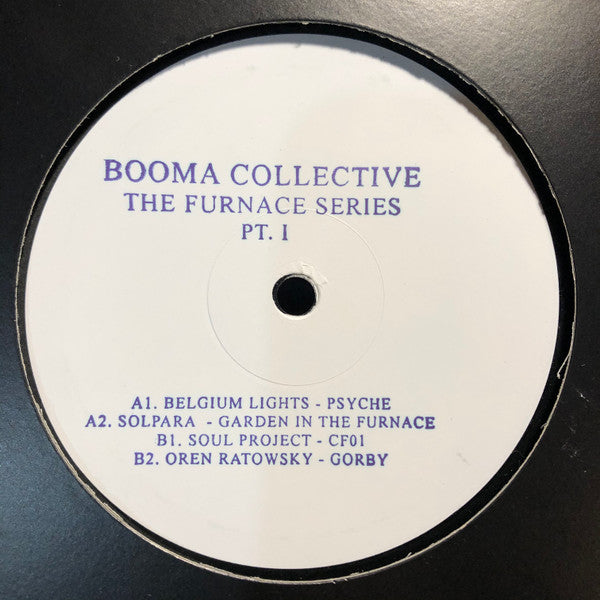 BOOMA COLLECTIVE
THE FURNACE SERIES
PT. I
A1. BELGIUM LIGHTS - PSYCHE
A2. SOLPARA - GARDEN IN THE FURNACE
B1. SOUL PROJECT - CF01
B2. OREN RATOWSKY - GORBY